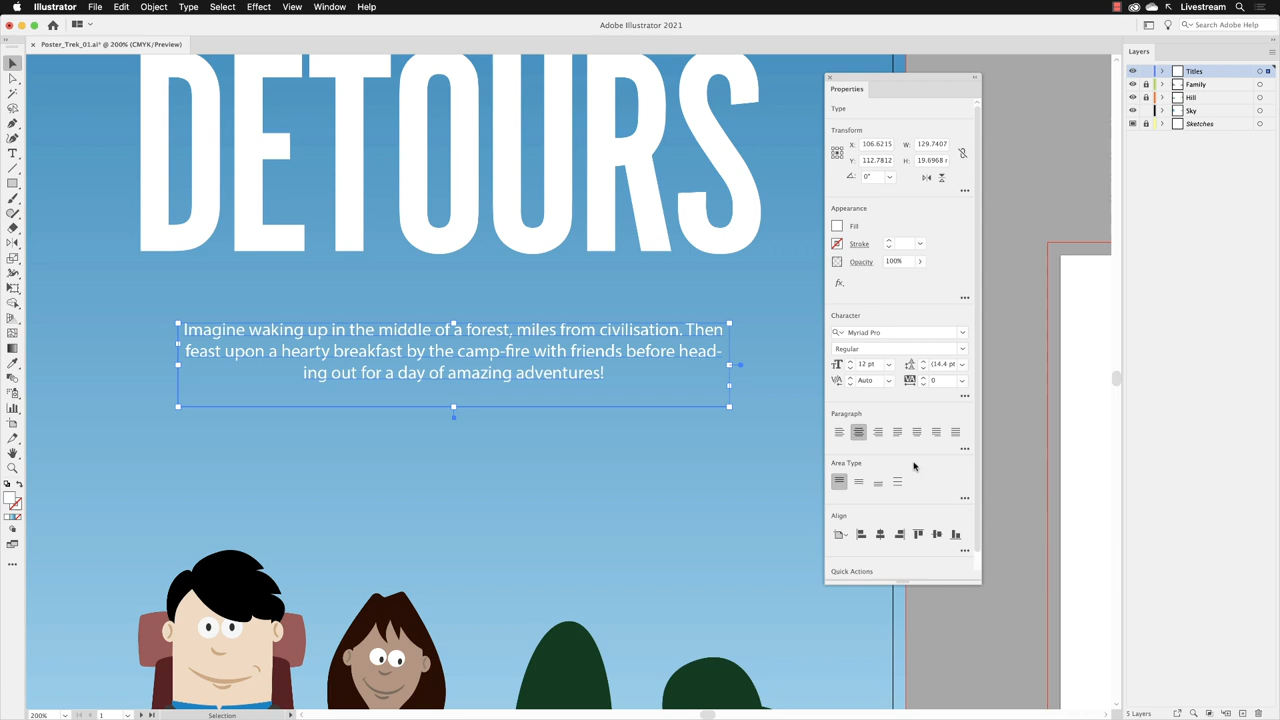 Illustrator File Edit Object Type Select Effect View Window Help Livestream
Adobe Illustrator 2021 Search Adobe Help
Poster_Trek_01.ai* @ 200% (CMYK/Preview)
DETOURS
Imagine waking up in the middle of a forest, miles from civilisation. Then
feast upon a hearty breakfast by the camp-fire with friends before head-
ing out for a day of amazing adventures!
Properties
Type
Transform
X: 106.6215 W: 129.7407
Y: 112.7812 H: 19.6968
0°
Appearance
Fill
Stroke
Opacity 100%
fx.
Character
Myriad Pro
Regular
12 pt (14.4 pt
Auto 0
Paragraph
Area Type
Align
Quick Actions
Layers
Titles
Family
Hill
Sky
Sketches
200% 1 Selection 5 Layers